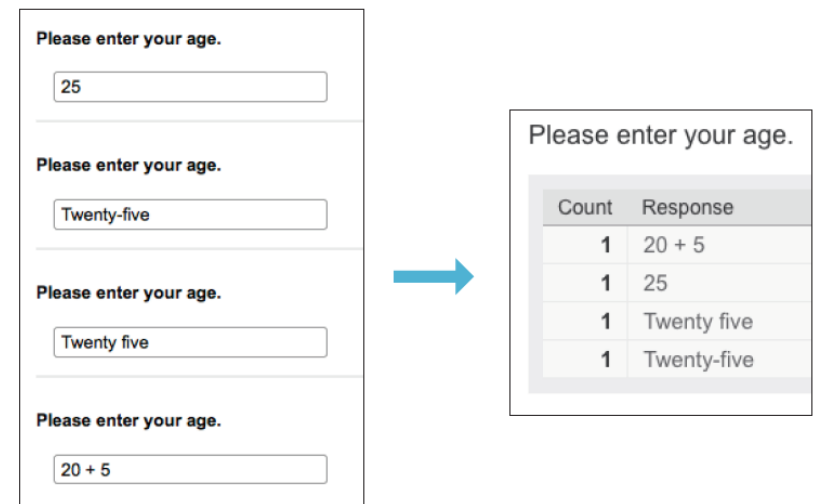 Please enter your age.
25
Please enter your age.
Twenty-five
Please enter your age.
Twenty five
Please enter your age.
20 + 5
Please enter your age.
Count Response
1 20 + 5
1 25
1 Twenty five
1 Twenty-five